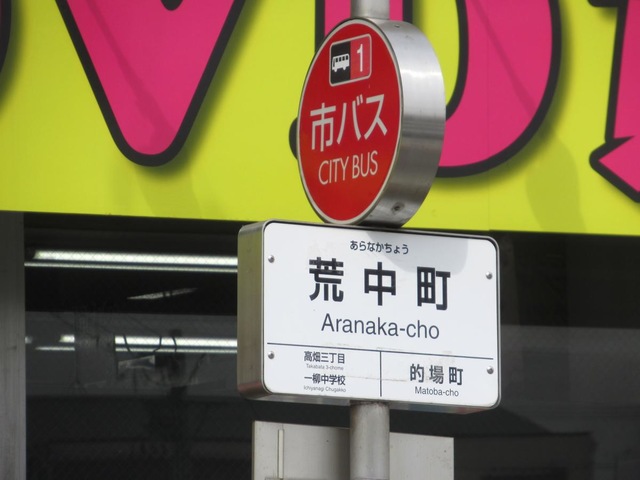 1
市バス
CITY BUS
あらなかちょう
荒中町
Aranaka-cho
高畑三丁目
Takabata 3-chome
一柳中学校
Ichiyanagi Chugakko
的場町
Matoba-cho